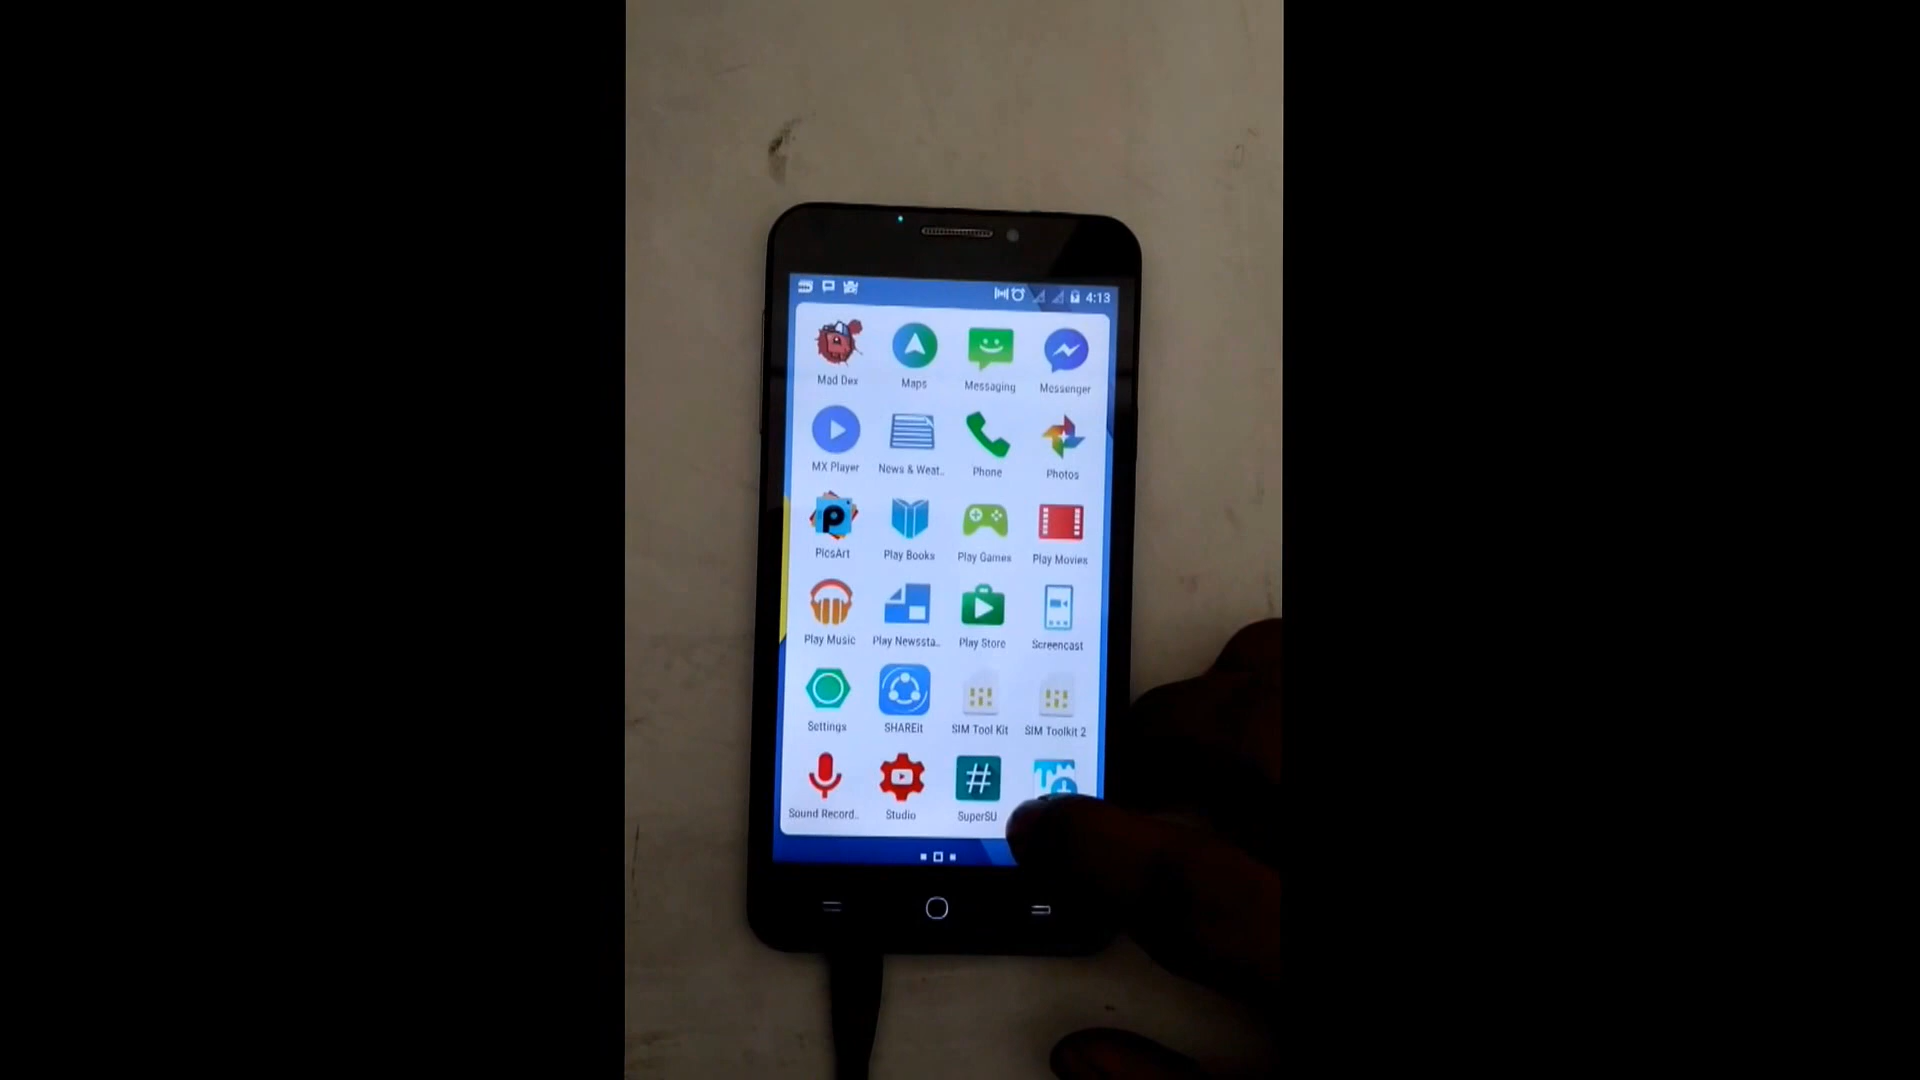 4:13
Mad Dex Maps Messaging Messenger
MX Player News & Weat.. Phone Photos
P
PicsArt Play Books Play Games Play Movies
Play Music Play Newssta.. Play Store Screencast
Settings SHAREit SIM Tool Kit SIM Toolkit 2
#
Sound Record.. Studio SuperSU